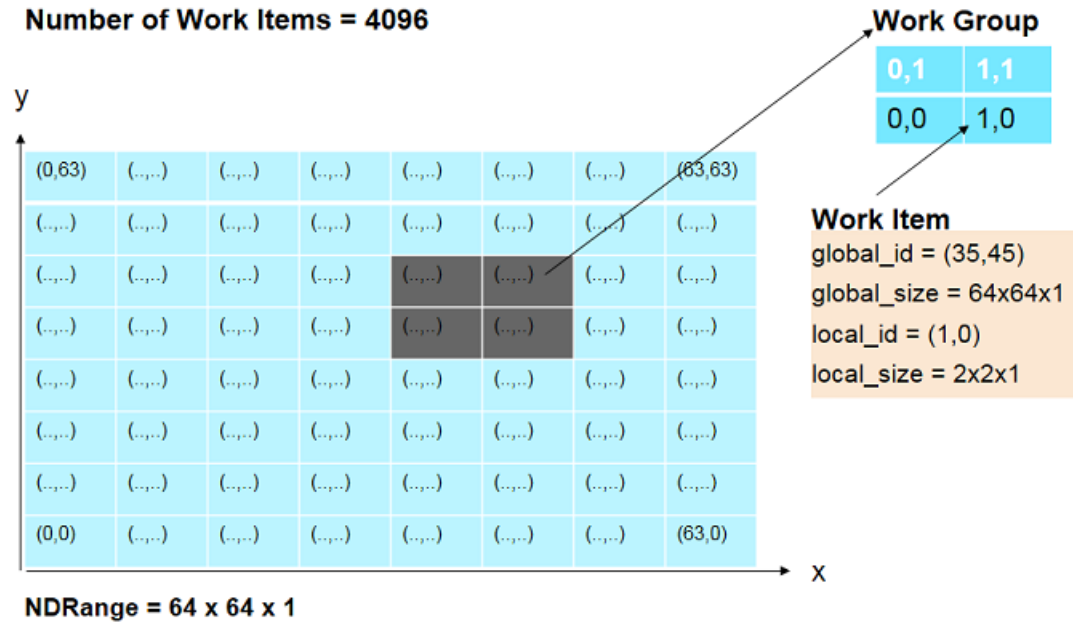 Number of Work Items = 4096
Work Group
0,1 1,1
0,0 1,0
y
(0,63) (..,..) (..,..) (..,..) (..,..) (..,..) (..,..) (63,63)
(..,..) (..,..) (..,..) (..,..) (..,..) (..,..) (..,..) (..,..)
(..,..) (..,..) (..,..) (..,..) (..,..) (..,..) (..,..) (..,..)
(..,..) (..,..) (..,..) (..,..) (..,..) (..,..) (..,..) (..,..)
(..,..) (..,..) (..,..) (..,..) (..,..) (..,..) (..,..) (..,..)
(..,..) (..,..) (..,..) (..,..) (..,..) (..,..) (..,..) (..,..)
(..,..) (..,..) (..,..) (..,..) (..,..) (..,..) (..,..) (..,..)
(0,0) (..,..) (..,..) (..,..) (..,..) (..,..) (..,..) (63,0)
x
Work Item
global_id = (35,45)
global_size = 64x64x1
local_id = (1,0)
local_size = 2x2x1
NDRange = 64 x 64 x 1